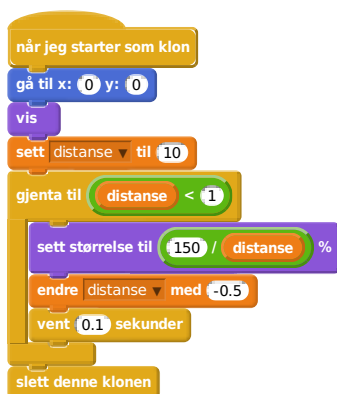 når jeg starter som klon
gå til x: 0 y: 0
vis
sett distanse til 10
gjenta til distanse < 1
sett størrelse til 150 / distanse %
endre distanse med -0.5
vent 0.1 sekunder
slett denne klonen